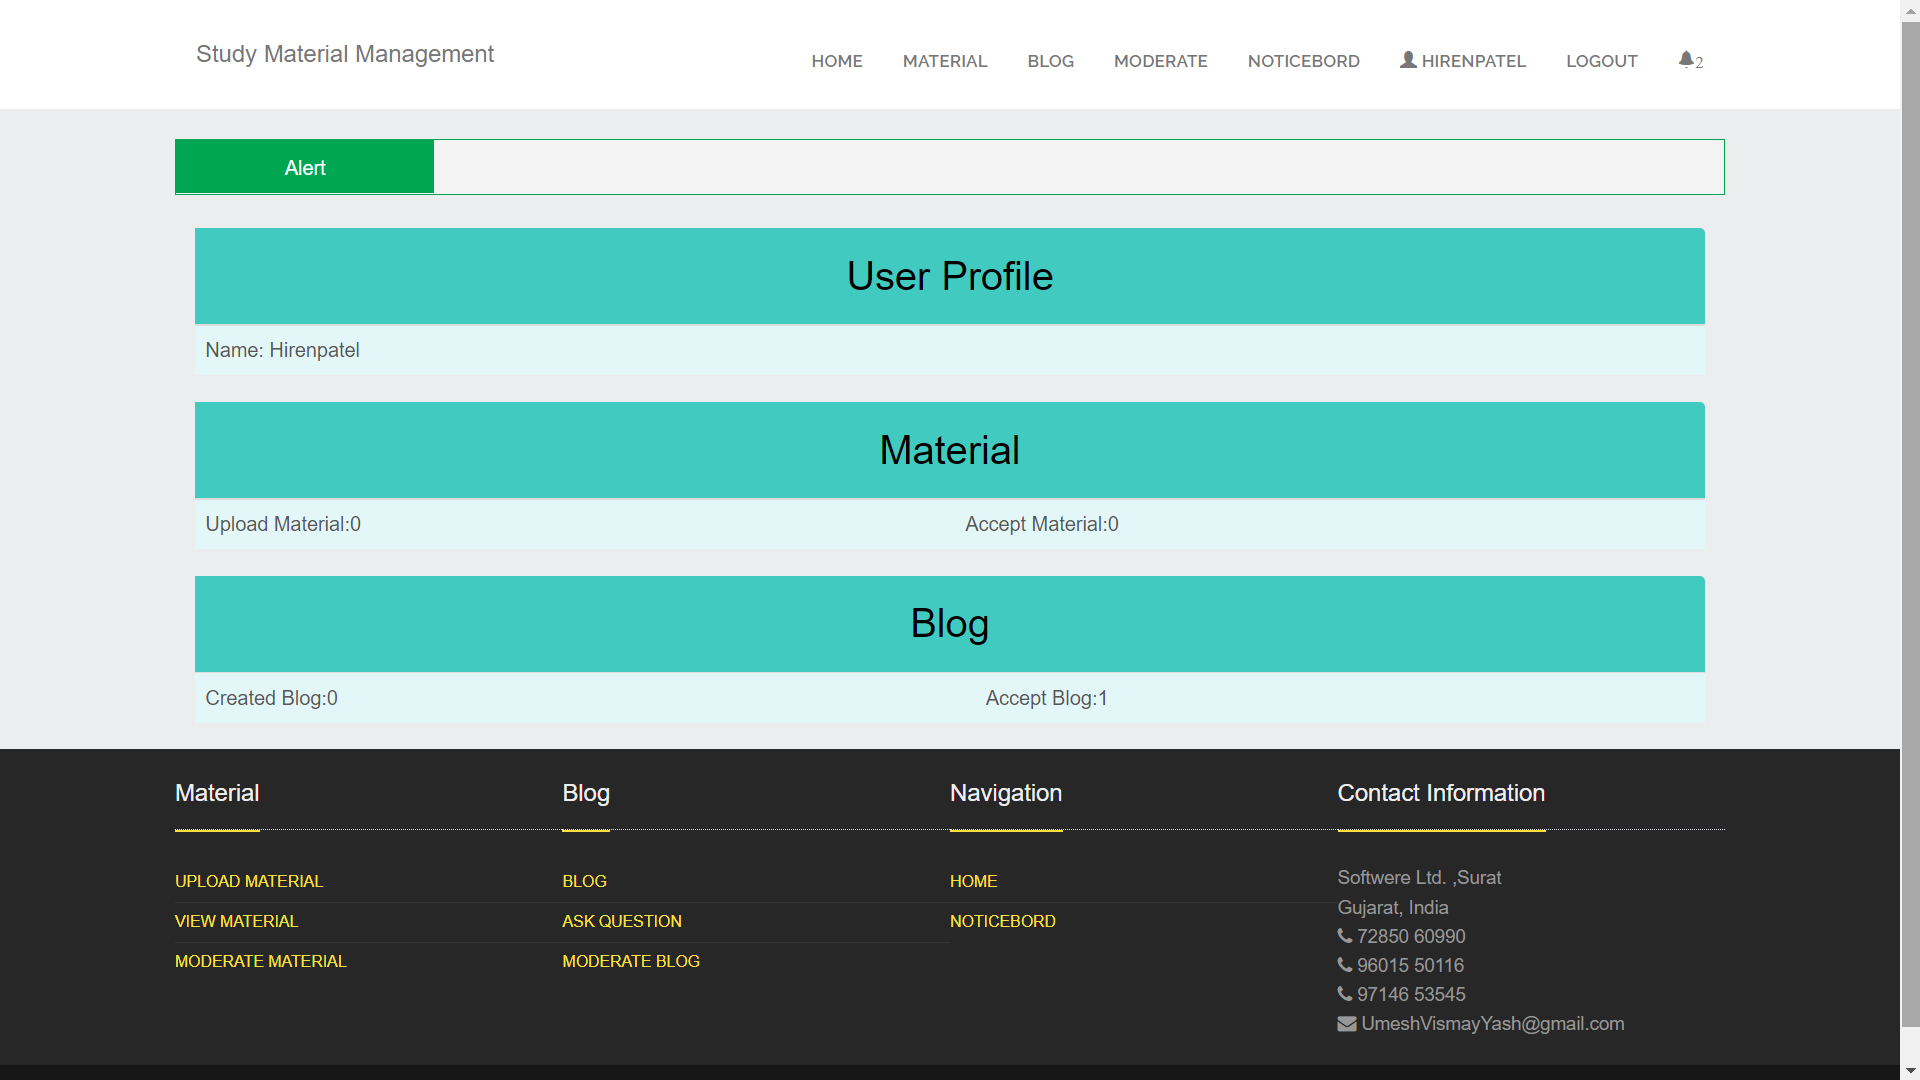 Study Material Management
HOME MATERIAL BLOG MODERATE NOTICEBORD HIRENPATEL LOGOUT 2
Alert
User Profile
Name: Hirenpatel
Material
Upload Material:0 Accept Material:0
Blog
Created Blog:0 Accept Blog:1
Material
UPLOAD MATERIAL
VIEW MATERIAL
MODERATE MATERIAL
Blog
BLOG
ASK QUESTION
MODERATE BLOG
Navigation
HOME
NOTICEBORD
Contact Information
Softwere Ltd. ,Surat
Gujarat, India
72850 60990
96015 50116
97146 53545
UmeshVismayYash@gmail.com